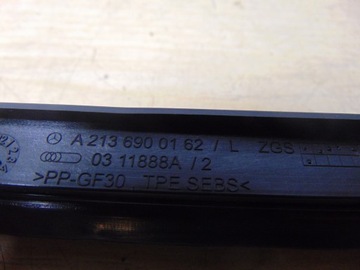 A 213 690 01 62 / L ZGS
03 11888A / 2
>PP-GF30 , TPE SEBS<